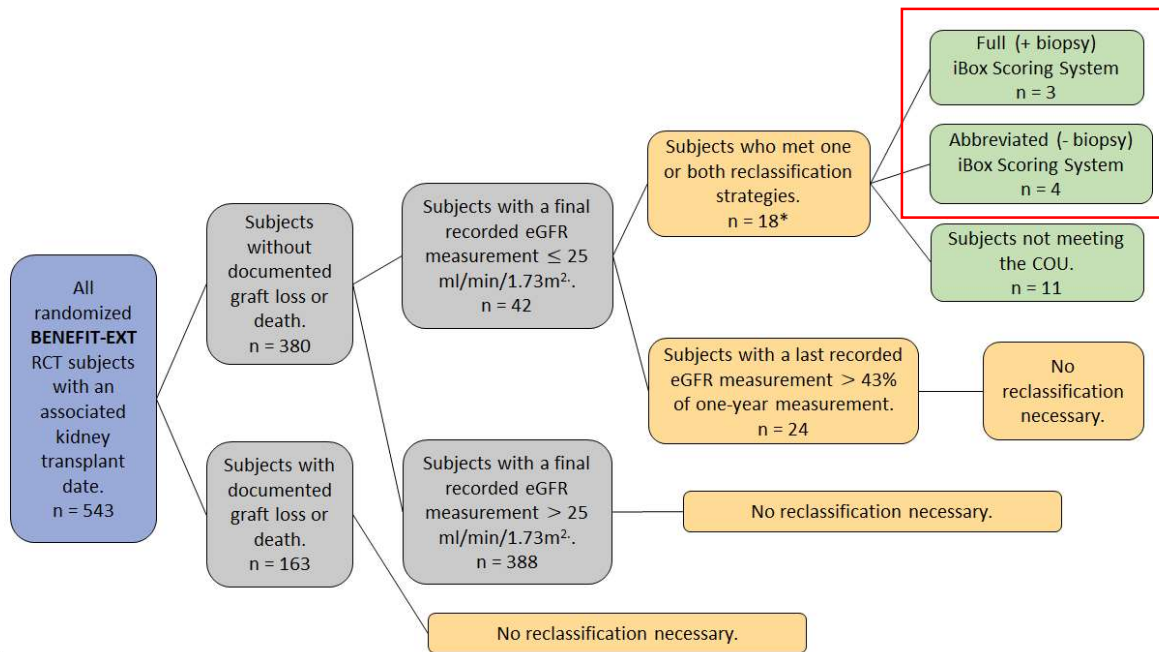 All
randomized
BENEFIT-EXT
RCT subjects
with an
associated
kidney
transplant
date.
n = 543
Subjects
without
documented
graft loss or
death.
n = 380
Subjects with
documented
graft loss or
death.
n = 163
Subjects with a final
recorded eGFR
measurement ≤ 25
ml/min/1.73m².
n = 42
Subjects with a final
recorded eGFR
measurement > 25
ml/min/1.73m².
n = 388
No reclassification necessary.
Subjects who met one
or both reclassification
strategies.
n = 18*
Subjects with a last recorded
eGFR measurement > 43%
of one-year measurement.
n = 24
No reclassification necessary.
Full (+ biopsy)
iBox Scoring System
n = 3
Abbreviated (- biopsy)
iBox Scoring System
n = 4
Subjects not meeting
the COU.
n = 11
No
reclassification
necessary.